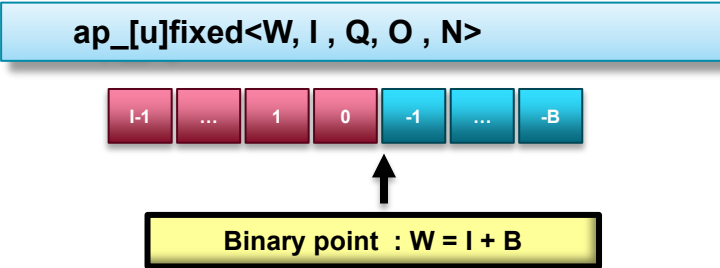 ap_[u]fixed<W, I , Q, O , N>
I-1 ... 1 0 -1 ... -B
Binary point : W = I + B